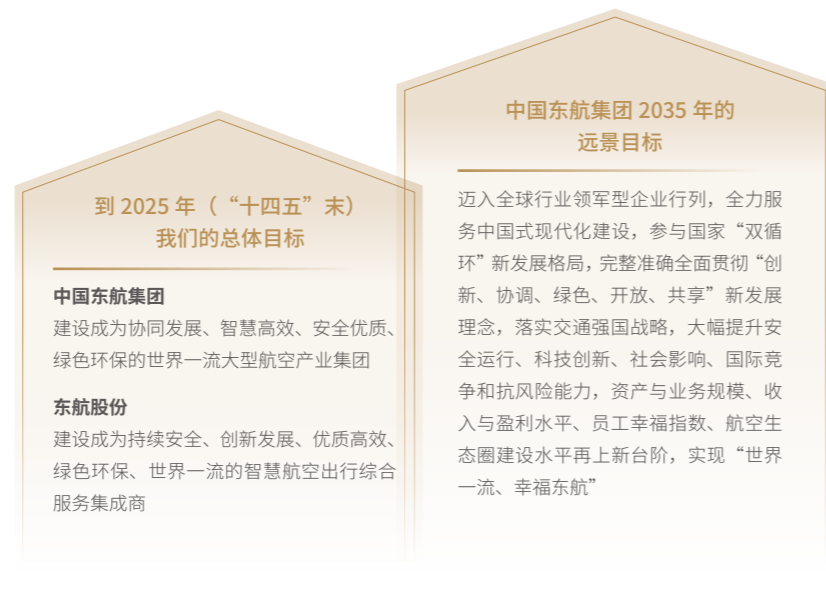 到 2025 年（“十四五”末）
我们的总体目标
中国东航集团
建设成为协同发展、智慧高效、安全优质、
绿色环保的世界一流大型航空产业集团
东航股份
建设成为持续安全、创新发展、优质高效、
绿色环保、世界一流的智慧航空出行综合
服务集成商
中国东航集团 2035 年的
远景目标
迈入全球行业领军型企业行列，全力服
务中国式现代化建设，参与国家“双循
环”新发展格局，完整准确全面贯彻“创
新、协调、绿色、开放、共享”新发展
理念，落实交通强国战略，大幅提升安
全运行、科技创新、社会影响、国际竞
争和抗风险能力，资产与业务规模、收
入与盈利水平、员工幸福指数、航空生
态圈建设水平再上新台阶，实现“世界
一流、幸福东航”